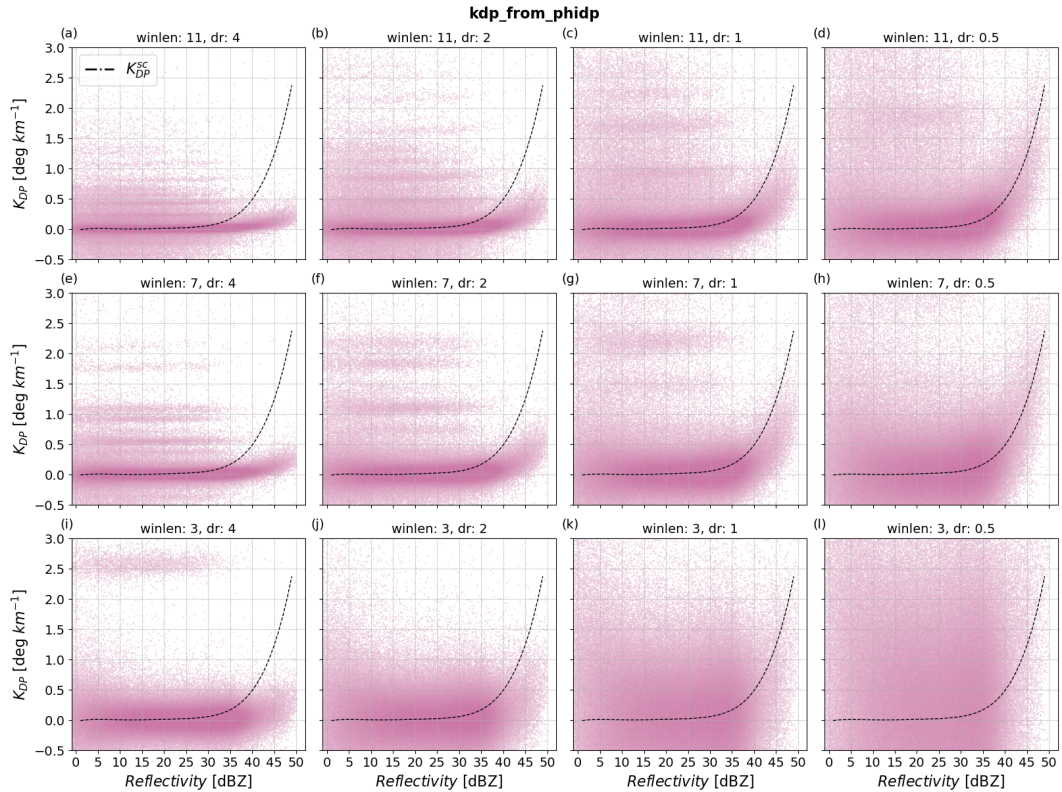 kdp_from_phidp
(a) winlen: 11, dr: 4
(b) winlen: 11, dr: 2
(c) winlen: 11, dr: 1
(d) winlen: 11, dr: 0.5
K_{DP}^{sc}
K_{DP} [deg km^{-1}]
3.0
2.5
2.0
1.5
1.0
0.5
0.0
−0.5
(e) winlen: 7, dr: 4
(f) winlen: 7, dr: 2
(g) winlen: 7, dr: 1
(h) winlen: 7, dr: 0.5
K_{DP} [deg km^{-1}]
3.0
2.5
2.0
1.5
1.0
0.5
0.0
−0.5
(i) winlen: 3, dr: 4
(j) winlen: 3, dr: 2
(k) winlen: 3, dr: 1
(l) winlen: 3, dr: 0.5
K_{DP} [deg km^{-1}]
3.0
2.5
2.0
1.5
1.0
0.5
0.0
−0.5
0 5 10 15 20 25 30 35 40 45 50
0 5 10 15 20 25 30 35 40 45 50
0 5 10 15 20 25 30 35 40 45 50
0 5 10 15 20 25 30 35 40 45 50
Reflectivity [dBZ]
Reflectivity [dBZ]
Reflectivity [dBZ]
Reflectivity [dBZ]